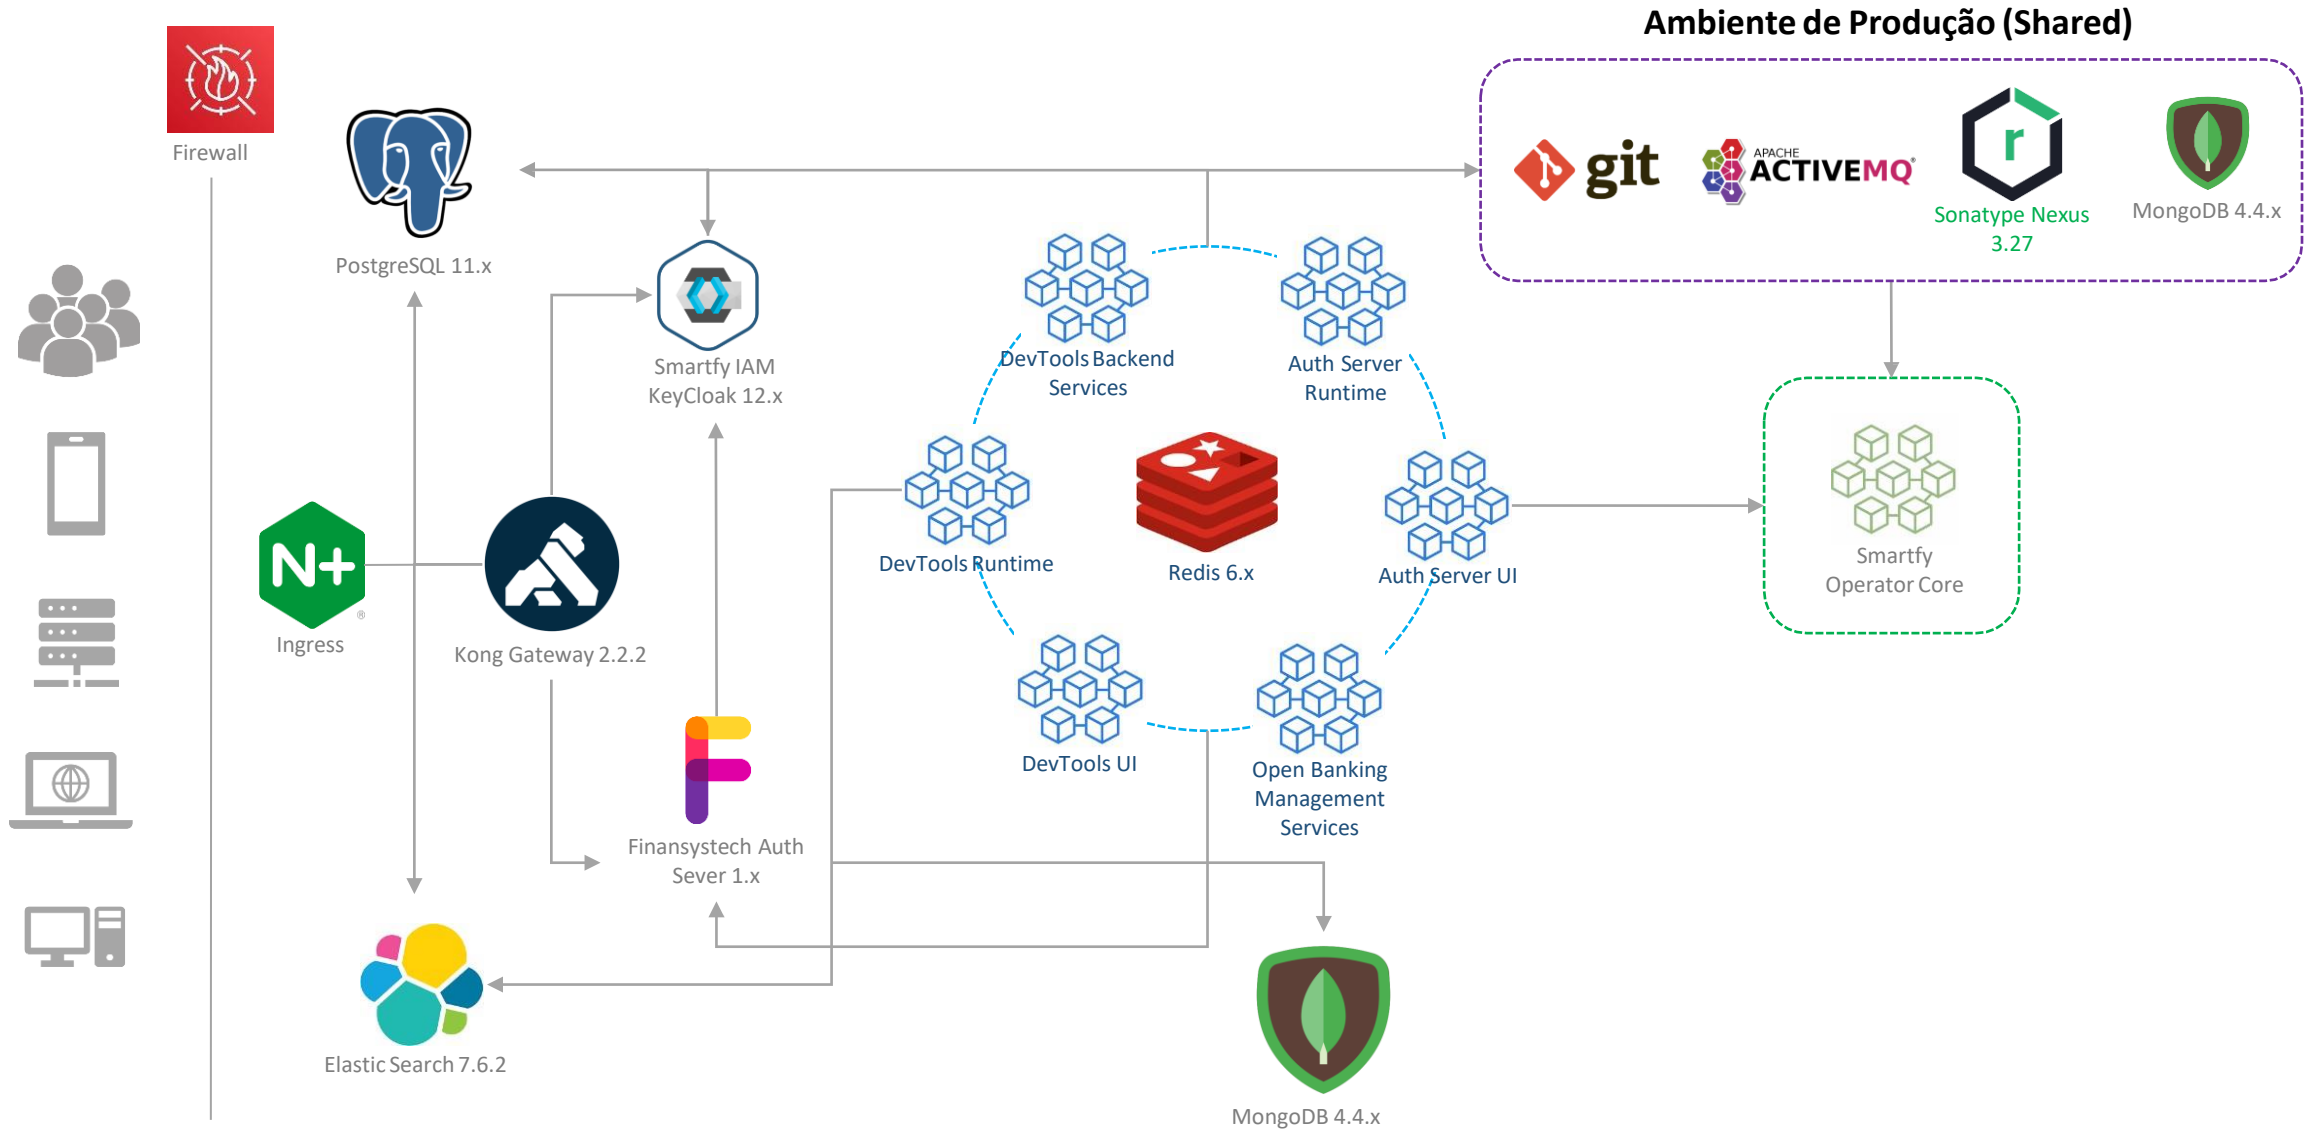 Ambiente de Produção (Shared)
Firewall
git
APACHE
ACTIVEMQ
r
Sonatype Nexus
3.27
MongoDB 4.4.x
PostgreSQL 11.x
Smartfy IAM
KeyCloak 12.x
DevTools Backend
Services
Auth Server
Runtime
N+
®
Ingress
Kong Gateway 2.2.2
DevTools Runtime
Redis 6.x
Auth Server UI
Smartfy
Operator Core
DevTools UI
Open Banking
Management
Services
Finansystech Auth
Sever 1.x
Elastic Search 7.6.2
MongoDB 4.4.x